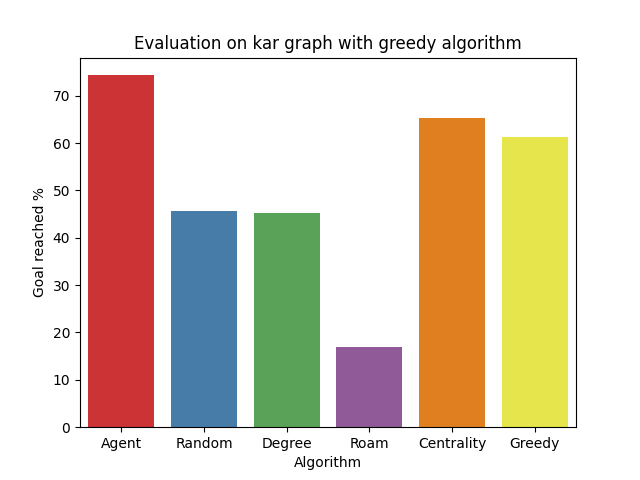 Evaluation on kar graph with greedy algorithm
Goal reached %
70
60
50
40
30
20
10
0
Agent Random Degree Roam Centrality Greedy
Algorithm